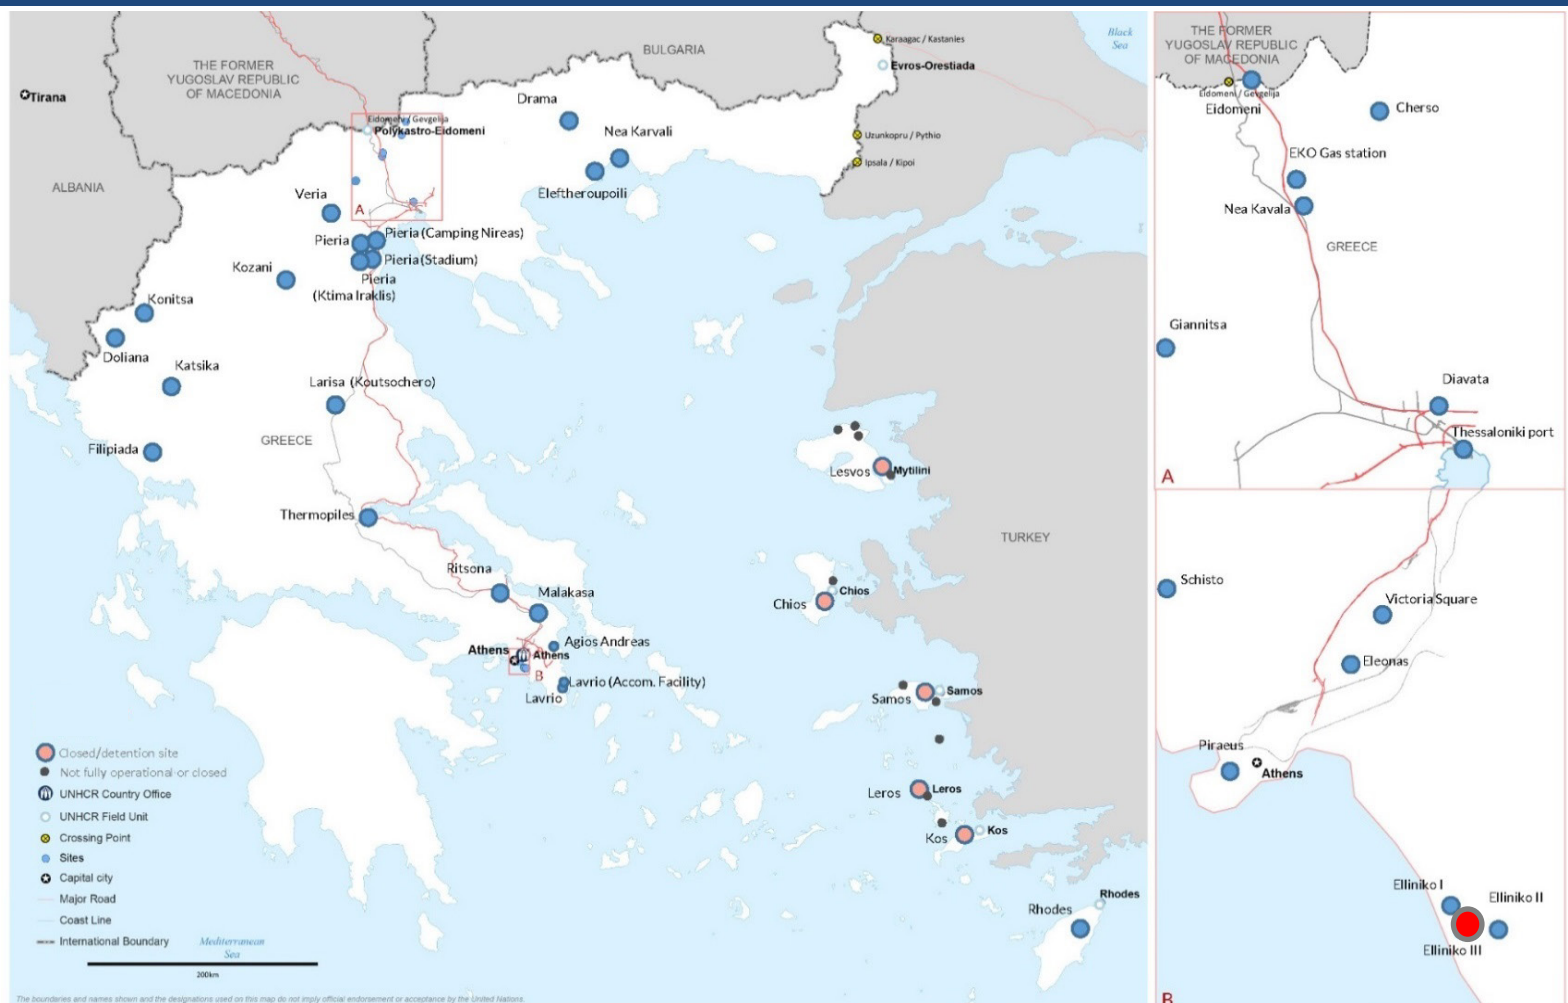 Black
Sea
Karaagac / Kastanies
BULGARIA
THE FORMER
YUGOSLAV REPUBLIC
OF MACEDONIA
Evros-Orestiada
Tirana
Drama
Eidomeni / Gevgelija
Polykastro-Eidomeni
Nea Karvali
Uzunkopru / Pythio
Ipsala / Kipoi
ALBANIA
Veria
A
Eleftheroupoili
Pieria
Pieria (Camping Nireas)
Pieria (Stadium)
Kozani
Pieria
(Ktima Iraklis)
Konitsa
Doliana
Katsika
Larisa (Koutsochero)
GREECE
Filipiada
Lesvos
Mytilini
Thermopiles
TURKEY
Ritsona
Malakasa
Chios
Chios
Agios Andreas
Athens
Athens
B
Lavrio (Accom. Facility)
Lavrio
Samos
Samos
Leros
Leros
Kos
Kos
Rhodes
Rhodes
Closed/detention site
Not fully operational or closed
UNHCR Country Office
UNHCR Field Unit
Crossing Point
Sites
Capital city
Major Road
Coast Line
International Boundary
Mediterranean
Sea
200km
The boundaries and names shown and the designations used on this map do not imply official endorsement or acceptance by the United Nations.
THE FORMER
YUGOSLAV REPUBLIC
OF MACEDONIA
Eidomeni / Gevgelija
Eidomeni
Cherso
EKO Gas station
Nea Kavala
GREECE
Giannitsa
Diavata
Thessaloniki port
A
Schisto
Victoria Square
Eleonas
Piraeus
Athens
Elliniko I
Elliniko II
Elliniko III
B